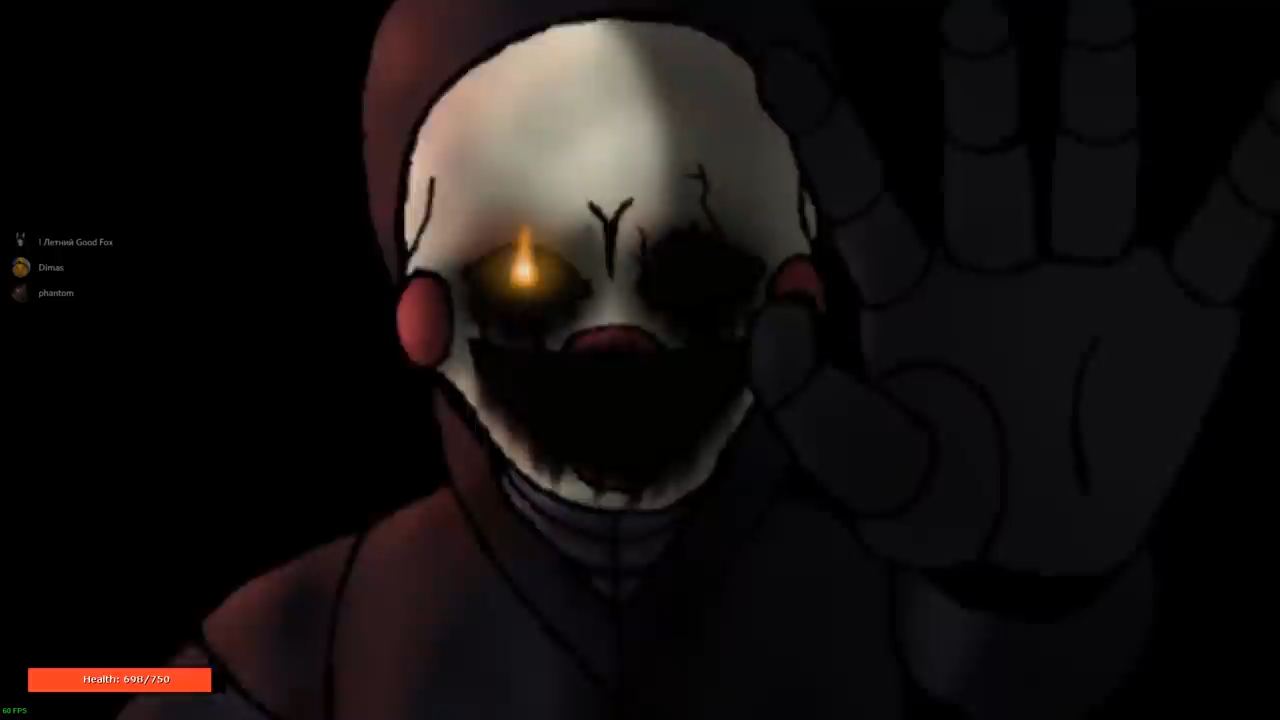 ! Летний Good Fox
Dimas
phantom
Health: 698/750
60 FPS